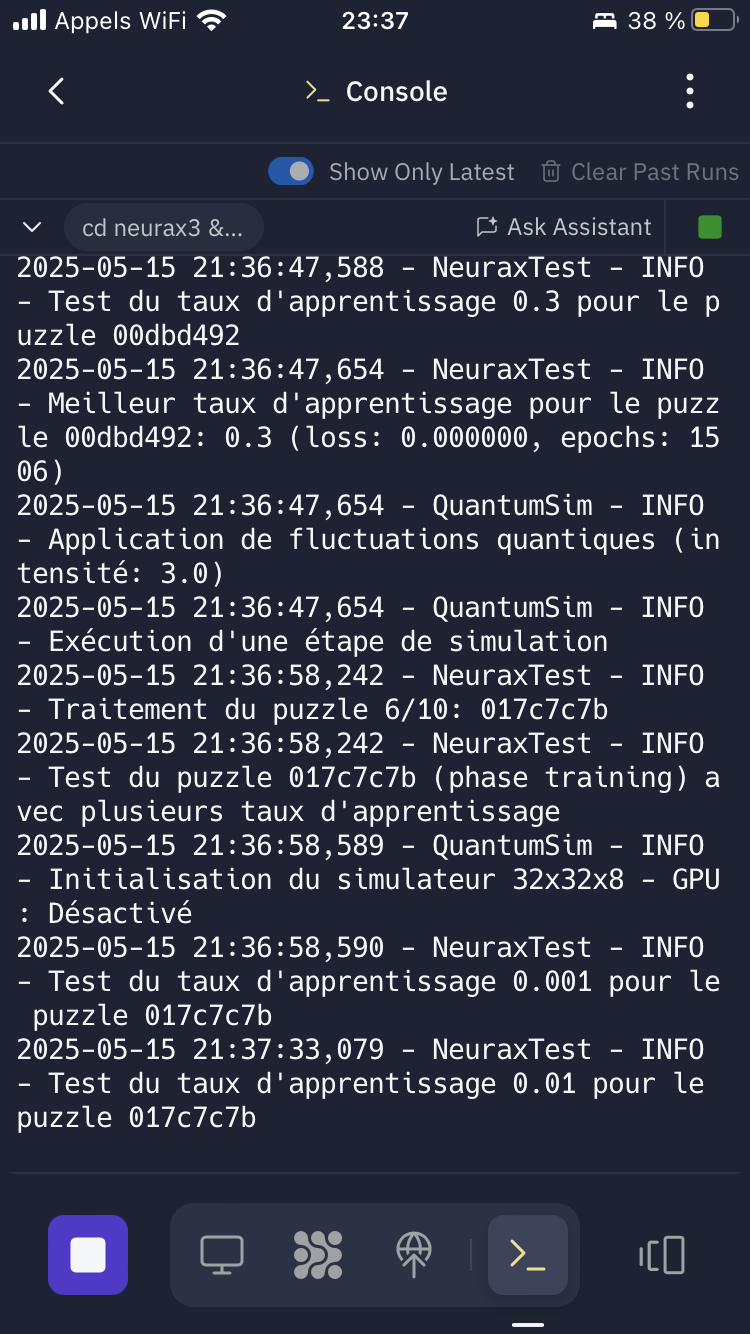 Appels WiFi 23:37 38 %
Console
Show Only Latest Clear Past Runs
cd neurax3 &... Ask Assistant
2025-05-15 21:36:47,588 - NeuraxTest - INFO
- Test du taux d'apprentissage 0.3 pour le p
uzzle 00dbd492
2025-05-15 21:36:47,654 - NeuraxTest - INFO
- Meilleur taux d'apprentissage pour le puzz
le 00dbd492: 0.3 (loss: 0.000000, epochs: 15
06)
2025-05-15 21:36:47,654 - QuantumSim - INFO
- Application de fluctuations quantiques (in
tensité: 3.0)
2025-05-15 21:36:47,654 - QuantumSim - INFO
- Exécution d'une étape de simulation
2025-05-15 21:36:58,242 - NeuraxTest - INFO
- Traitement du puzzle 6/10: 017c7c7b
2025-05-15 21:36:58,242 - NeuraxTest - INFO
- Test du puzzle 017c7c7b (phase training) a
vec plusieurs taux d'apprentissage
2025-05-15 21:36:58,589 - QuantumSim - INFO
- Initialisation du simulateur 32x32x8 - GPU
: Désactivé
2025-05-15 21:36:58,590 - NeuraxTest - INFO
- Test du taux d'apprentissage 0.001 pour le
puzzle 017c7c7b
2025-05-15 21:37:33,079 - NeuraxTest - INFO
- Test du taux d'apprentissage 0.01 pour le
puzzle 017c7c7b